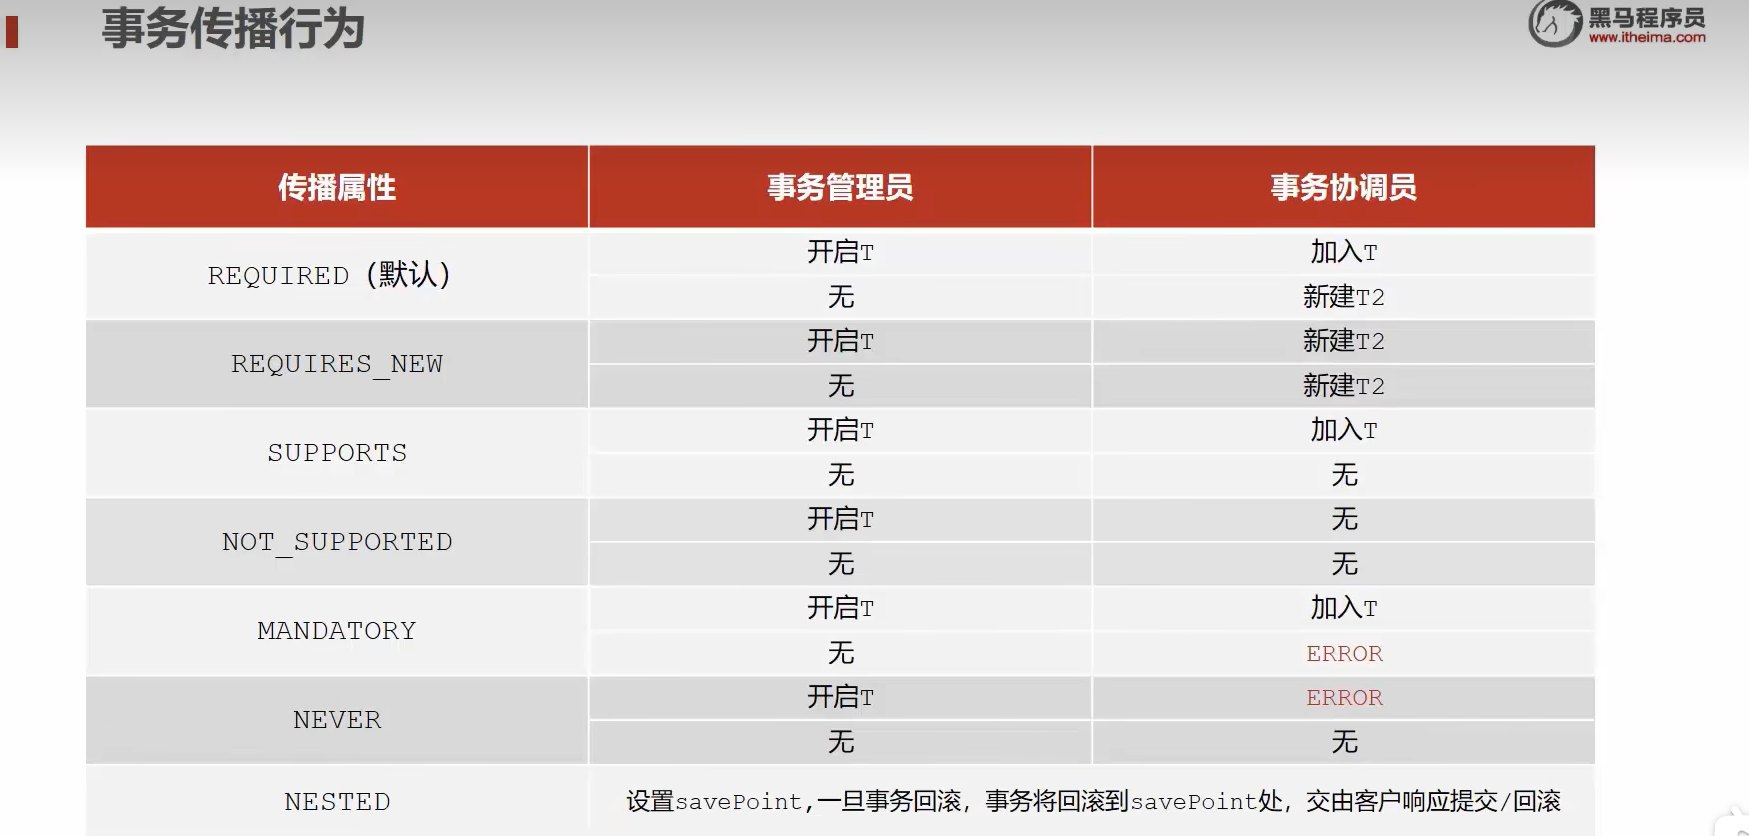 事务传播行为
黑马程序员
www.itheima.com
传播属性 事务管理员 事务协调员
REQUIRED（默认） 开启T 加入T
无 新建T2
REQUIRES_NEW 开启T 新建T2
无 新建T2
SUPPORTS 开启T 加入T
无 无
NOT_SUPPORTED 开启T 无
无 无
MANDATORY 开启T 加入T
无 ERROR
NEVER 开启T ERROR
无 无
NESTED 设置savePoint,一旦事务回滚，事务将回滚到savePoint处，交由客户响应提交/回滚